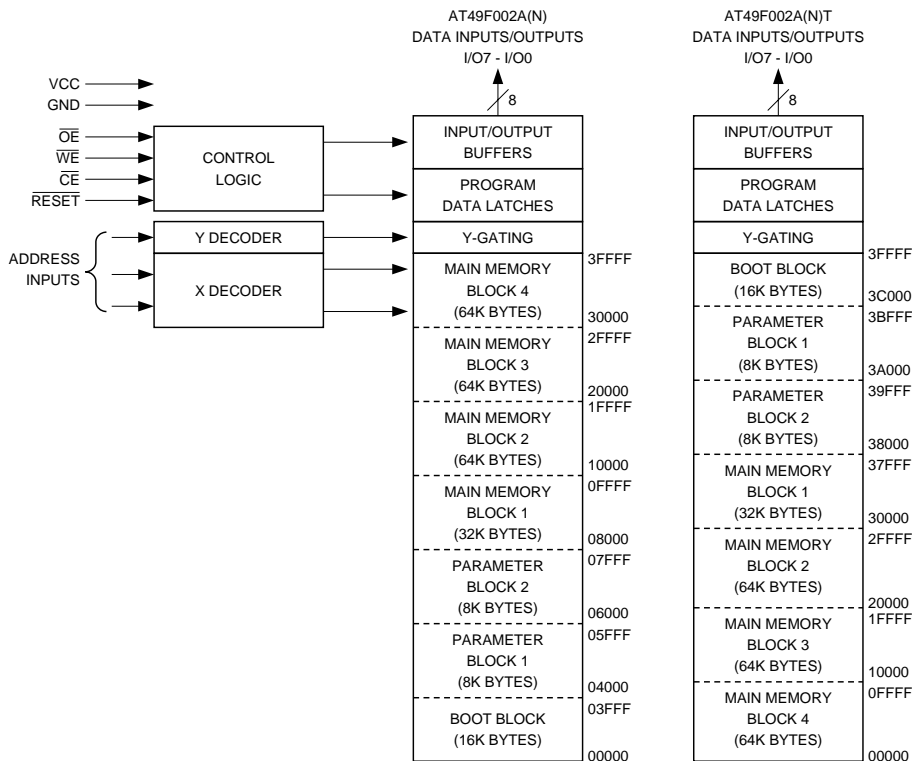 AT49F002A(N)
DATA INPUTS/OUTPUTS
I/O7 - I/O0
8
AT49F002A(N)T
DATA INPUTS/OUTPUTS
I/O7 - I/O0
8
VCC
GND
OE
WE
CE
RESET
CONTROL
LOGIC
ADDRESS
INPUTS
Y DECODER
X DECODER
INPUT/OUTPUT
BUFFERS
PROGRAM
DATA LATCHES
Y-GATING
3FFFF
MAIN MEMORY
BLOCK 4
(64K BYTES)
30000
2FFFF
MAIN MEMORY
BLOCK 3
(64K BYTES)
20000
1FFFF
MAIN MEMORY
BLOCK 2
(64K BYTES)
10000
0FFFF
MAIN MEMORY
BLOCK 1
(32K BYTES)
08000
07FFF
PARAMETER
BLOCK 2
(8K BYTES)
06000
05FFF
PARAMETER
BLOCK 1
(8K BYTES)
04000
03FFF
BOOT BLOCK
(16K BYTES)
00000
INPUT/OUTPUT
BUFFERS
PROGRAM
DATA LATCHES
Y-GATING
3FFFF
BOOT BLOCK
(16K BYTES)
3C000
3BFFF
PARAMETER
BLOCK 1
(8K BYTES)
3A000
39FFF
PARAMETER
BLOCK 2
(8K BYTES)
38000
37FFF
MAIN MEMORY
BLOCK 1
(32K BYTES)
30000
2FFFF
MAIN MEMORY
BLOCK 2
(64K BYTES)
20000
1FFFF
MAIN MEMORY
BLOCK 3
(64K BYTES)
10000
0FFFF
MAIN MEMORY
BLOCK 4
(64K BYTES)
00000